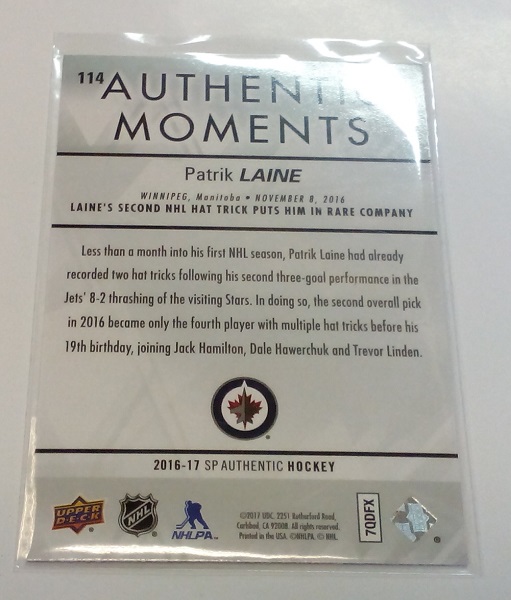 114 AUTHENTIC
MOMENTS
Patrik LAINE
WINNIPEG, Manitoba • NOVEMBER 8, 2016
LAINE'S SECOND NHL HAT TRICK PUTS HIM IN RARE COMPANY
Less than a month into his first NHL season, Patrik Laine had already
recorded two hat tricks following his second three-goal performance in the
Jets' 8-2 thrashing of the visiting Stars. In doing so, the second overall pick
in 2016 became only the fourth player with multiple hat tricks before his
19th birthday, joining Jack Hamilton, Dale Hawerchuk and Trevor Linden.
®
2016-17 SP AUTHENTIC HOCKEY
UPPER
D·E·C·K
NHL
NHLPA
©2017 UDC. 2251 Rutherford Road,
Carlsbad, CA 92008. All rights reserved.
Printed in the USA. ©NHLPA. © NHL.
7QDFX
®